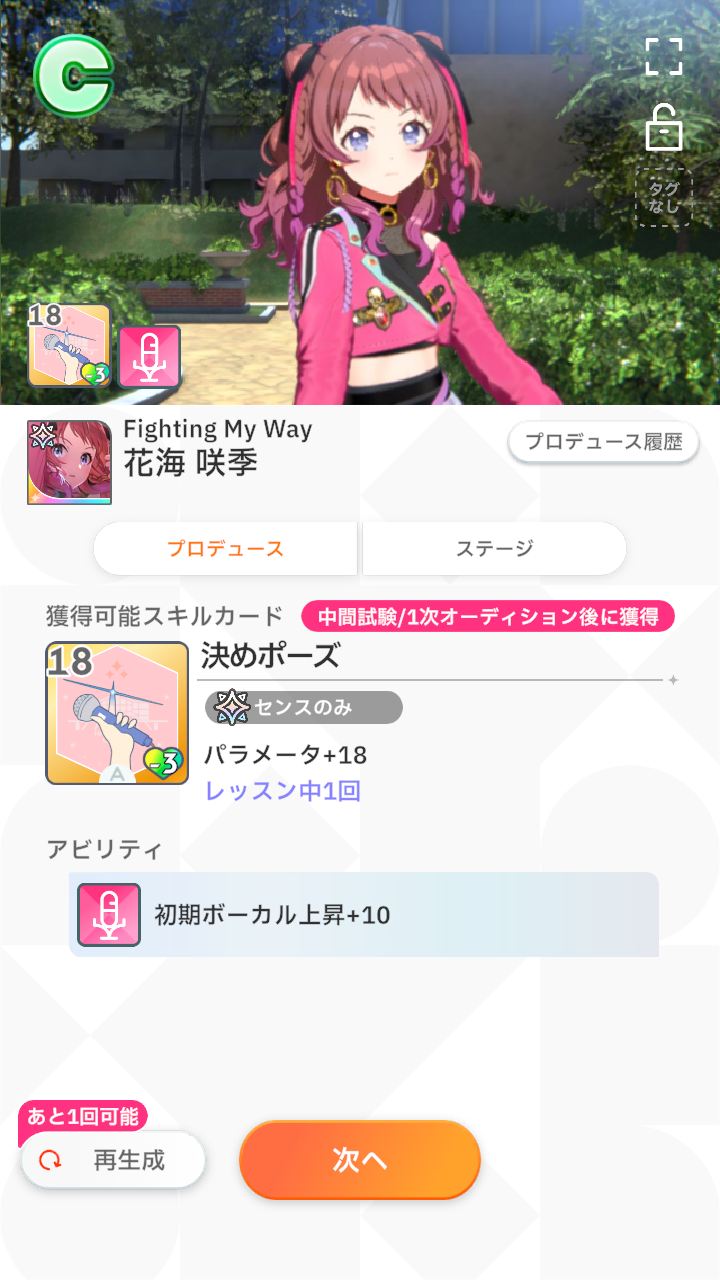 C
タグ
なし
18
-3
Fighting My Way
花海 咲季
プロデュース履歴
プロデュース
ステージ
獲得可能スキルカード
中間試験/1次オーディション後に獲得
18
-3
A
決めポーズ
センスのみ
パラメータ+18
レッスン中1回
アビリティ
初期ボーカル上昇+10
あと1回可能
再生成
次へ